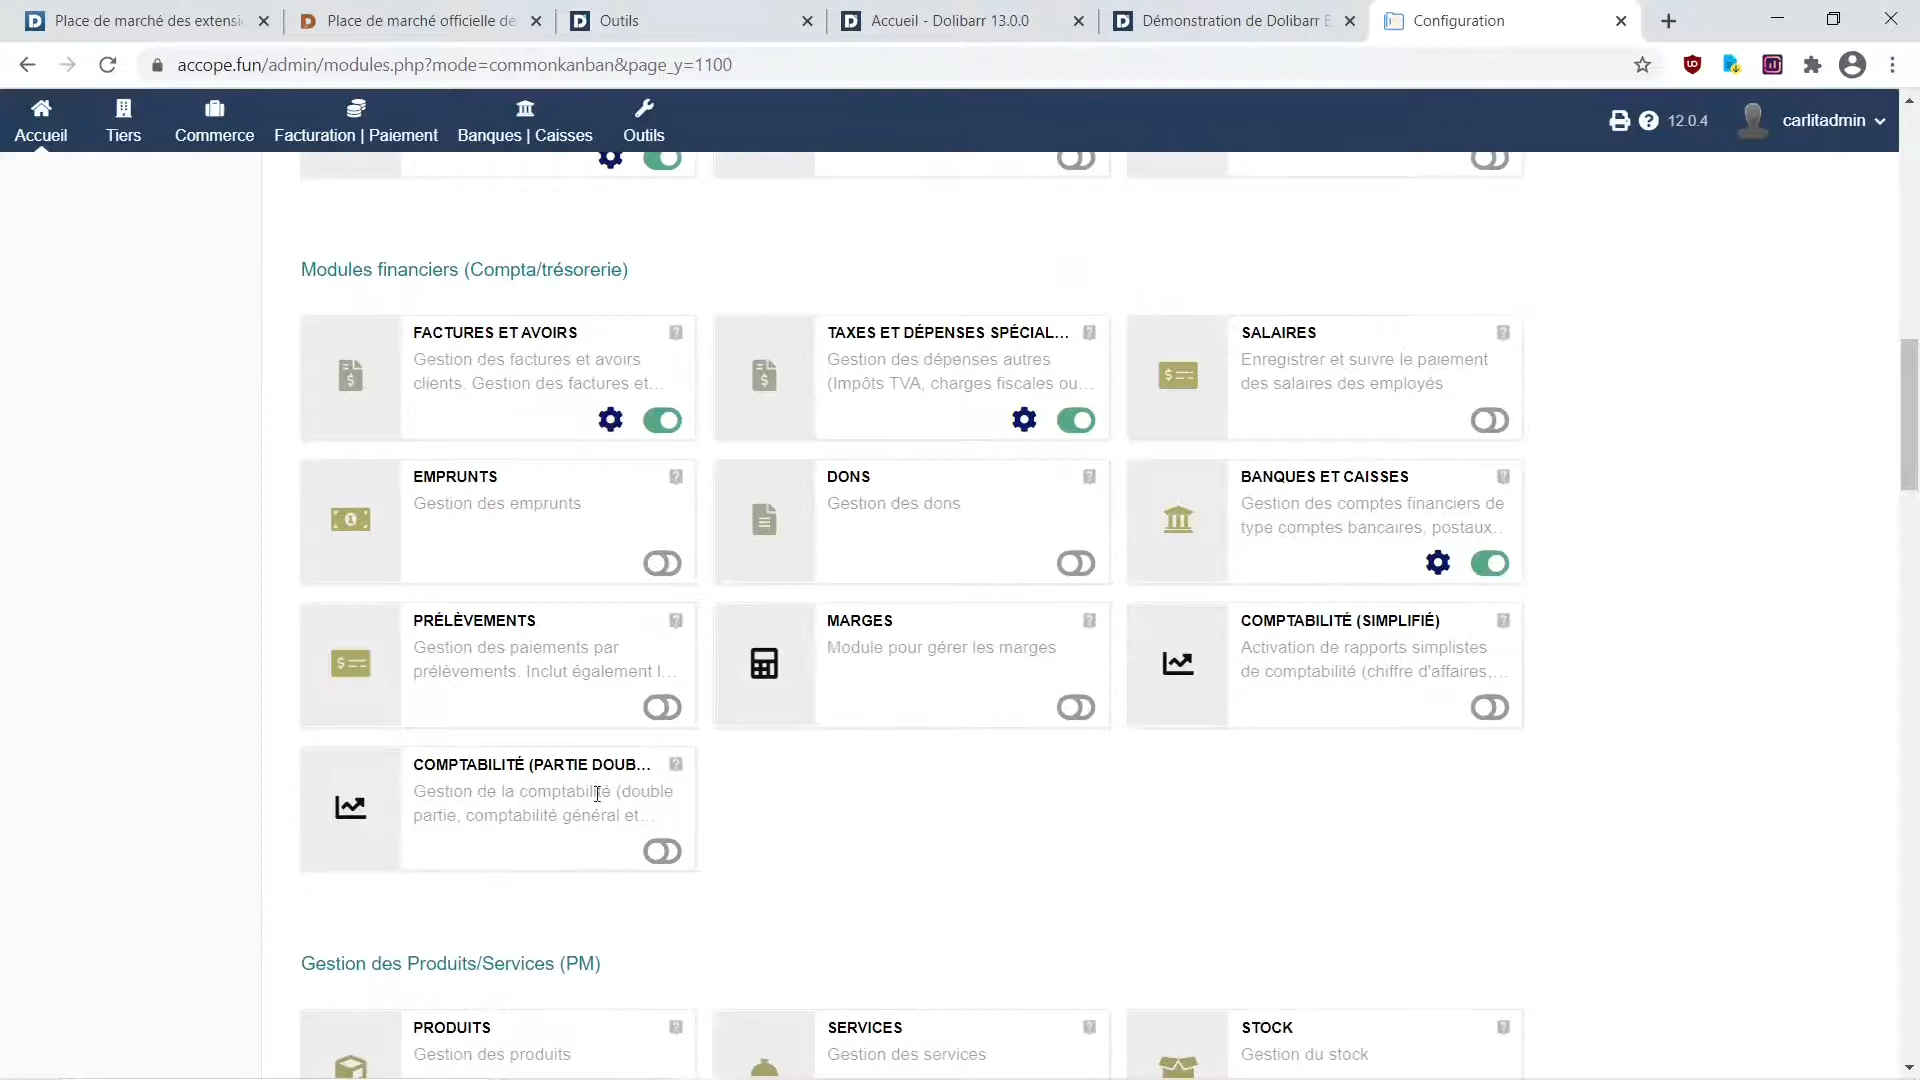 Place de marché des extensi
Place de marché officielle de
Outils
Accueil - Dolibarr 13.0.0
Démonstration de Dolibarr E
Configuration
accope.fun/admin/modules.php?mode=commonkanban&page_y=1100
Accueil
Tiers
Commerce
Facturation | Paiement
Banques | Caisses
Outils
12.0.4
carlitadmin
Modules financiers (Compta/trésorerie)
FACTURES ET AVOIRS
Gestion des factures et avoirs
clients. Gestion des factures et...
TAXES ET DÉPENSES SPÉCIAL...
Gestion des dépenses autres
(Impôts TVA, charges fiscales ou...
SALAIRES
Enregistrer et suivre le paiement
des salaires des employés
EMPRUNTS
Gestion des emprunts
DONS
Gestion des dons
BANQUES ET CAISSES
Gestion des comptes financiers de
type comptes bancaires, postaux..
PRÉLÈVEMENTS
Gestion des paiements par
prélèvements. Inclut également l...
MARGES
Module pour gérer les marges
COMPTABILITÉ (SIMPLIFIÉ)
Activation de rapports simplistes
de comptabilité (chiffre d'affaires,...
COMPTABILITÉ (PARTIE DOUB...
Gestion de la comptabilité (double
partie, comptabilité général et...
Gestion des Produits/Services (PM)
PRODUITS
Gestion des produits
SERVICES
Gestion des services
STOCK
Gestion du stock